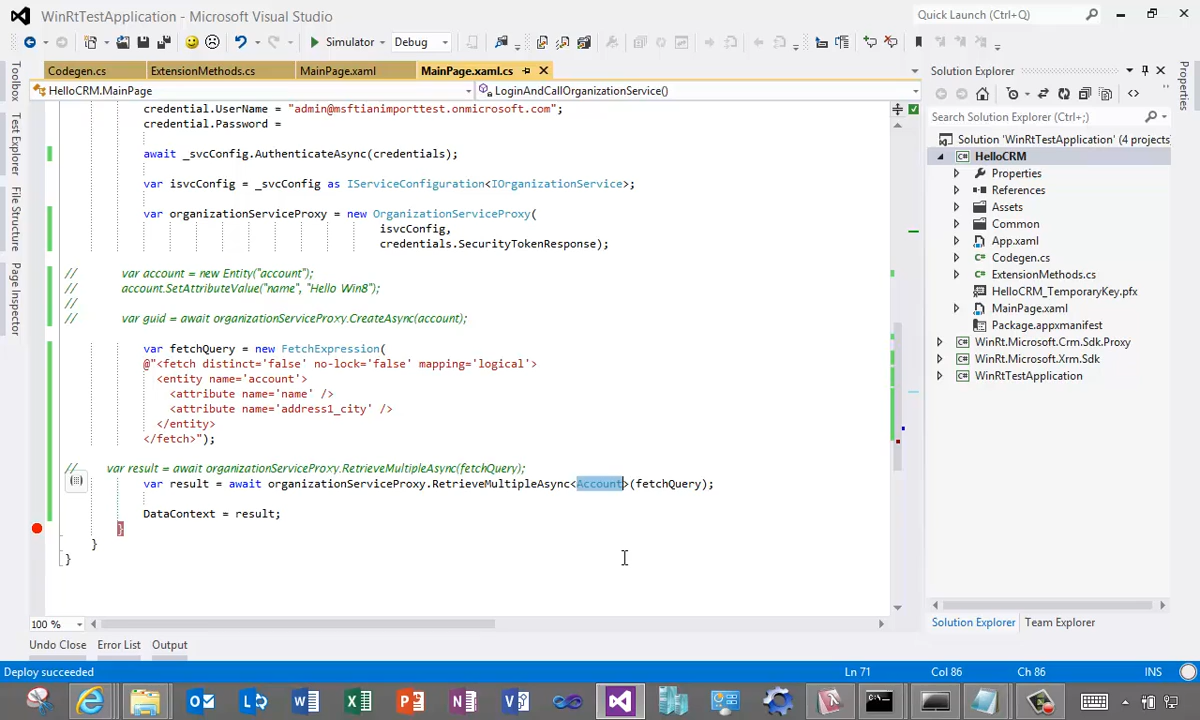 WinRtTestApplication - Microsoft Visual Studio
Quick Launch (Ctrl+Q)
Simulator
Debug
Codegen.cs
ExtensionMethods.cs
MainPage.xaml
MainPage.xaml.cs
HelloCRM.MainPage
LoginAndCallOrganizationService()
Toolbox
Test Explorer
File Structure
Page Inspector
credential.UserName = "admin@msftianimporttest.onmicrosoft.com";
credential.Password =
await _svcConfig.AuthenticateAsync(credentials);
var isvcConfig = _svcConfig as IServiceConfiguration<IOrganizationService>;
var organizationServiceProxy = new OrganizationServiceProxy(
isvcConfig,
credentials.SecurityTokenResponse);
// var account = new Entity("account");
// account.SetAttributeValue("name", "Hello Win8");
//
// var guid = await organizationServiceProxy.CreateAsync(account);
var fetchQuery = new FetchExpression(
@"<fetch distinct='false' no-lock='false' mapping='logical'>
<entity name='account'>
<attribute name='name' />
<attribute name='address1_city' />
</entity>
</fetch>");
// var result = await organizationServiceProxy.RetrieveMultipleAsync(fetchQuery);
var result = await organizationServiceProxy.RetrieveMultipleAsync<Account>(fetchQuery);
DataContext = result;
}
}
}
100 %
Solution Explorer
Search Solution Explorer (Ctrl+;)
Solution 'WinRtTestApplication' (4 projects)
HelloCRM
Properties
References
Assets
Common
App.xaml
Codegen.cs
ExtensionMethods.cs
HelloCRM_TemporaryKey.pfx
MainPage.xaml
Package.appxmanifest
WinRt.Microsoft.Crm.Sdk.Proxy
WinRt.Microsoft.Xrm.Sdk
WinRtTestApplication
Solution Explorer
Team Explorer
Properties
Undo Close
Error List
Output
Deploy succeeded
Ln 71
Col 86
Ch 86
INS